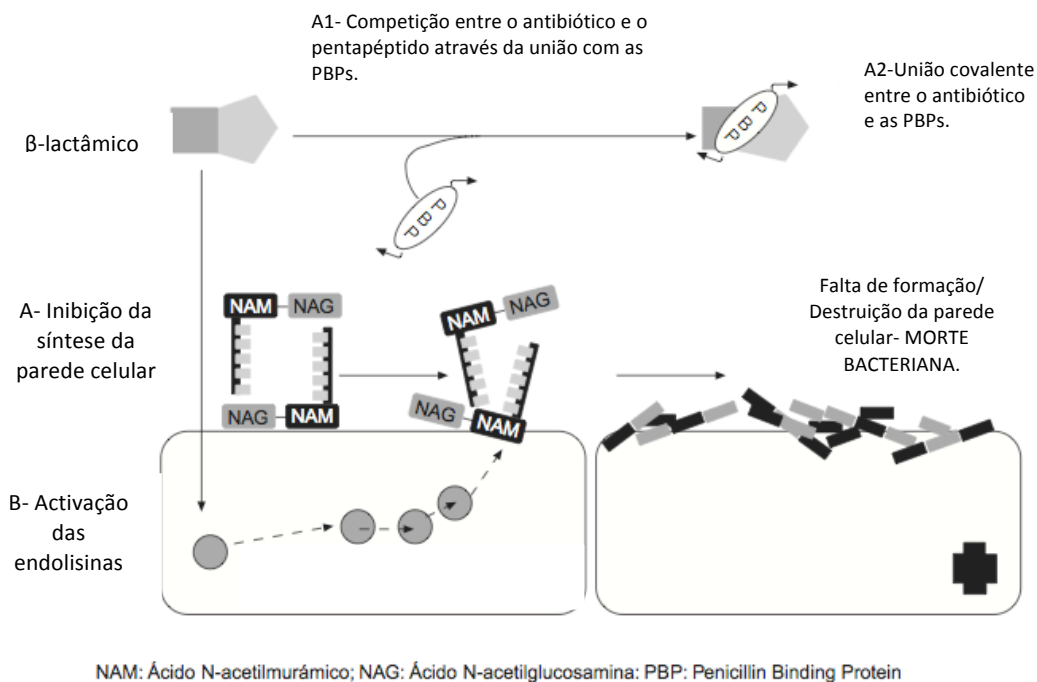 A1- Competição entre o antibiótico e o
pentapéptido através da união com as
PBPs.
A2-União covalente
entre o antibiótico
e as PBPs.
β-lactâmico
PBP
PBP
A- Inibição da
síntese da
parede celular
NAM NAG
NAG NAM
NAM NAG
NAG NAM
Falta de formação/
Destruição da parede
celular- MORTE
BACTERIANA.
B- Activação
das
endolisinas
NAM: Ácido N-acetilmurámico; NAG: Ácido N-acetilglucosamina: PBP: Penicillin Binding Protein